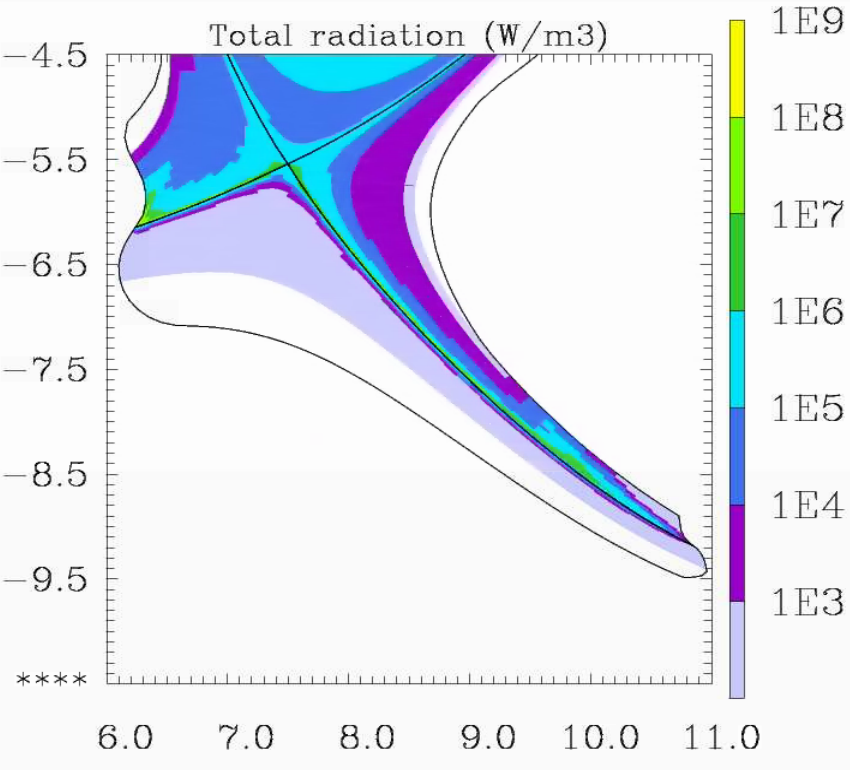 Total radiation (W/m3)
1E9
−4.5
1E8
−5.5
1E7
−6.5
1E6
−7.5
1E5
−8.5
1E4
−9.5
1E3
****
6.0 7.0 8.0 9.0 10.0 11.0